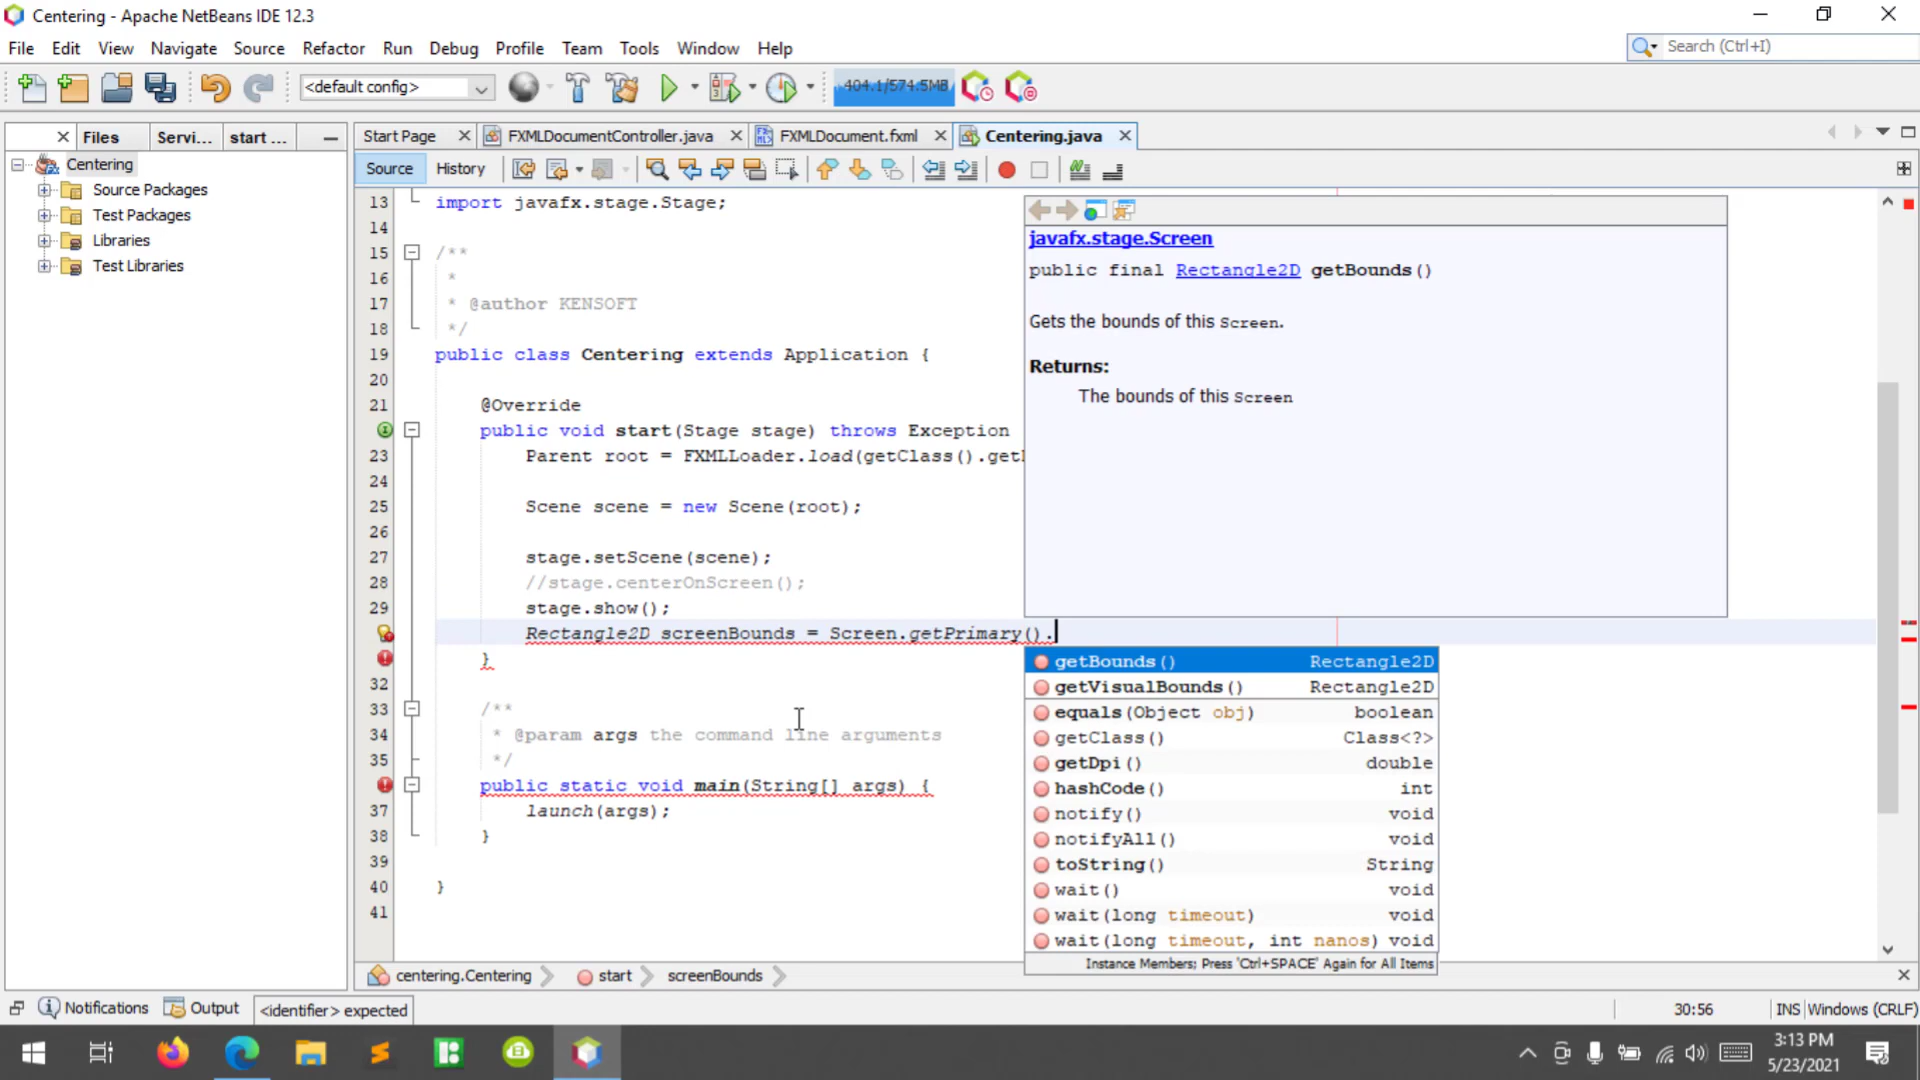 Centering - Apache NetBeans IDE 12.3
File Edit View Navigate Source Refactor Run Debug Profile Team Tools Window Help
Search (Ctrl+I)
<default config>
404.1/574.5MB
Files Servi... start ...
Start Page FXMLDocumentController.java FXMLDocument.fxml Centering.java
Centering
Source Packages
Test Packages
Libraries
Test Libraries
Source History
13 import javafx.stage.Stage;
14
15 /**
16 *
17 * @author KENSOFT
18 */
19 public class Centering extends Application {
20
21 @Override
public void start(Stage stage) throws Exception
23 Parent root = FXMLLoader.load(getClass().get
24
25 Scene scene = new Scene(root);
26
27 stage.setScene(scene);
28 //stage.centerOnScreen();
29 stage.show();
Rectangle2D screenBounds = Screen.getPrimary().
}
32
33 /**
34 * @param args the command line arguments
35 */
public static void main(String[] args) {
37 launch(args);
38 }
39
40 }
41
javafx.stage.Screen
public final Rectangle2D getBounds()
Gets the bounds of this Screen.
Returns:
The bounds of this Screen
getBounds() Rectangle2D
getVisualBounds() Rectangle2D
equals(Object obj) boolean
getClass() Class<?>
getDpi() double
hashCode() int
notify() void
notifyAll() void
toString() String
wait() void
wait(long timeout) void
wait(long timeout, int nanos) void
Instance Members; Press 'Ctrl+SPACE' Again for All Items
centering.Centering start screenBounds
Notifications Output <identifier> expected
30:56 INS Windows (CRLF)
3:13 PM
5/23/2021